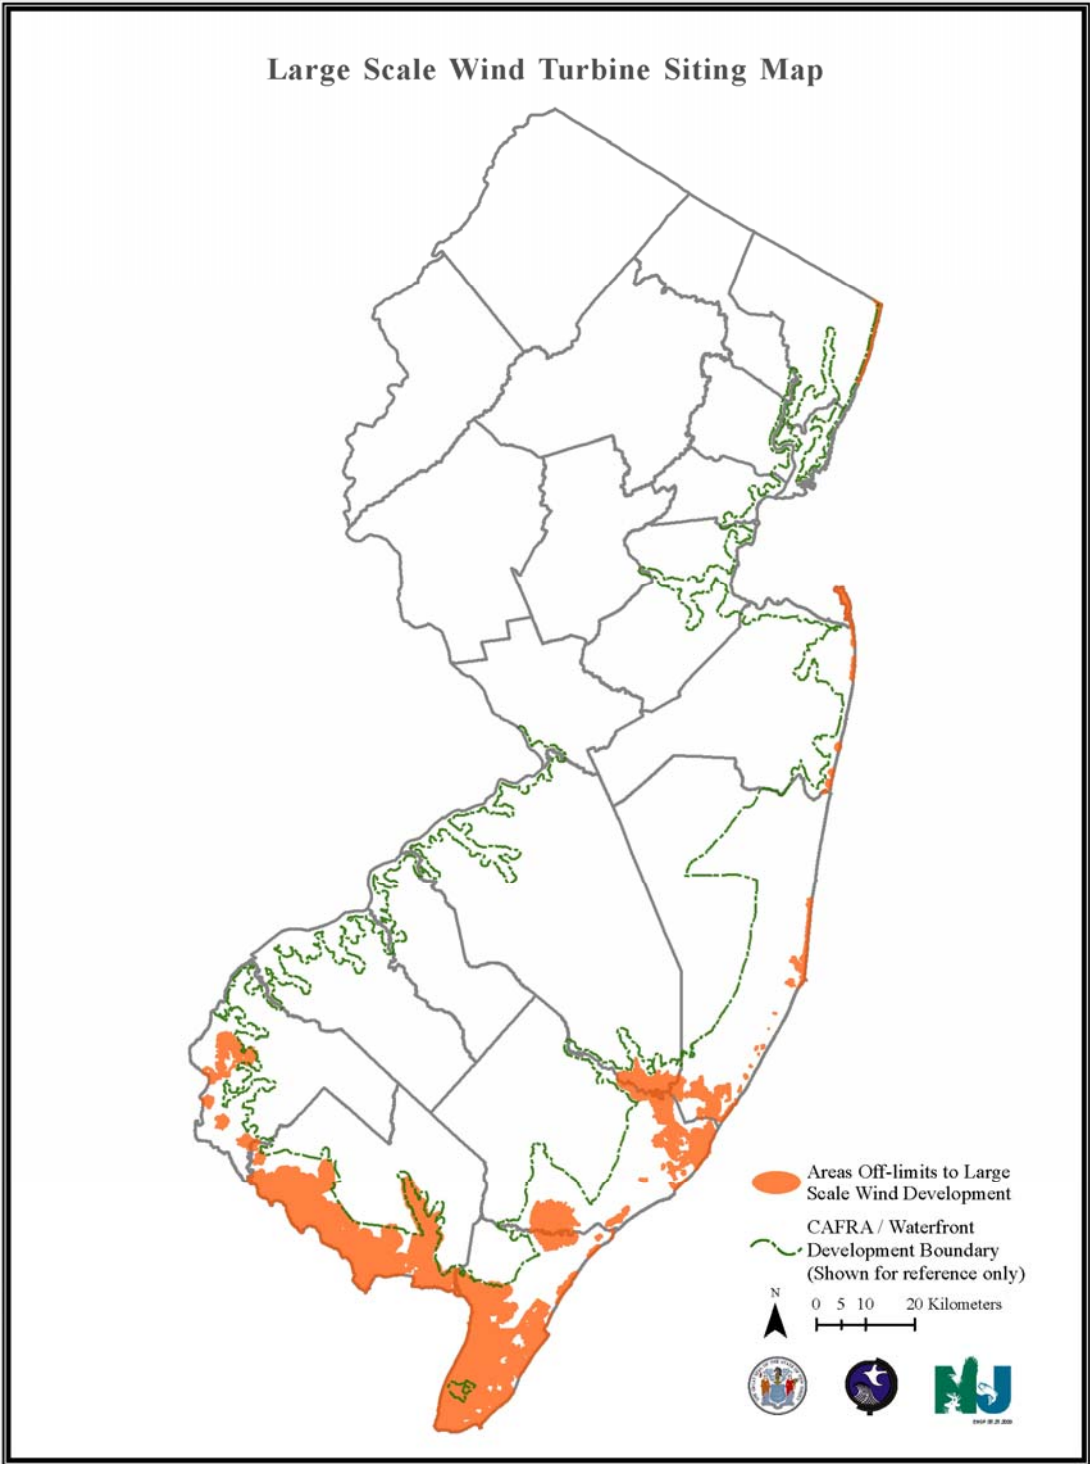 Large Scale Wind Turbine Siting Map
Areas Off-limits to Large
Scale Wind Development
CAFRA / Waterfront
Development Boundary
(Shown for reference only)
N
0 5 10 20 Kilometers
NJ